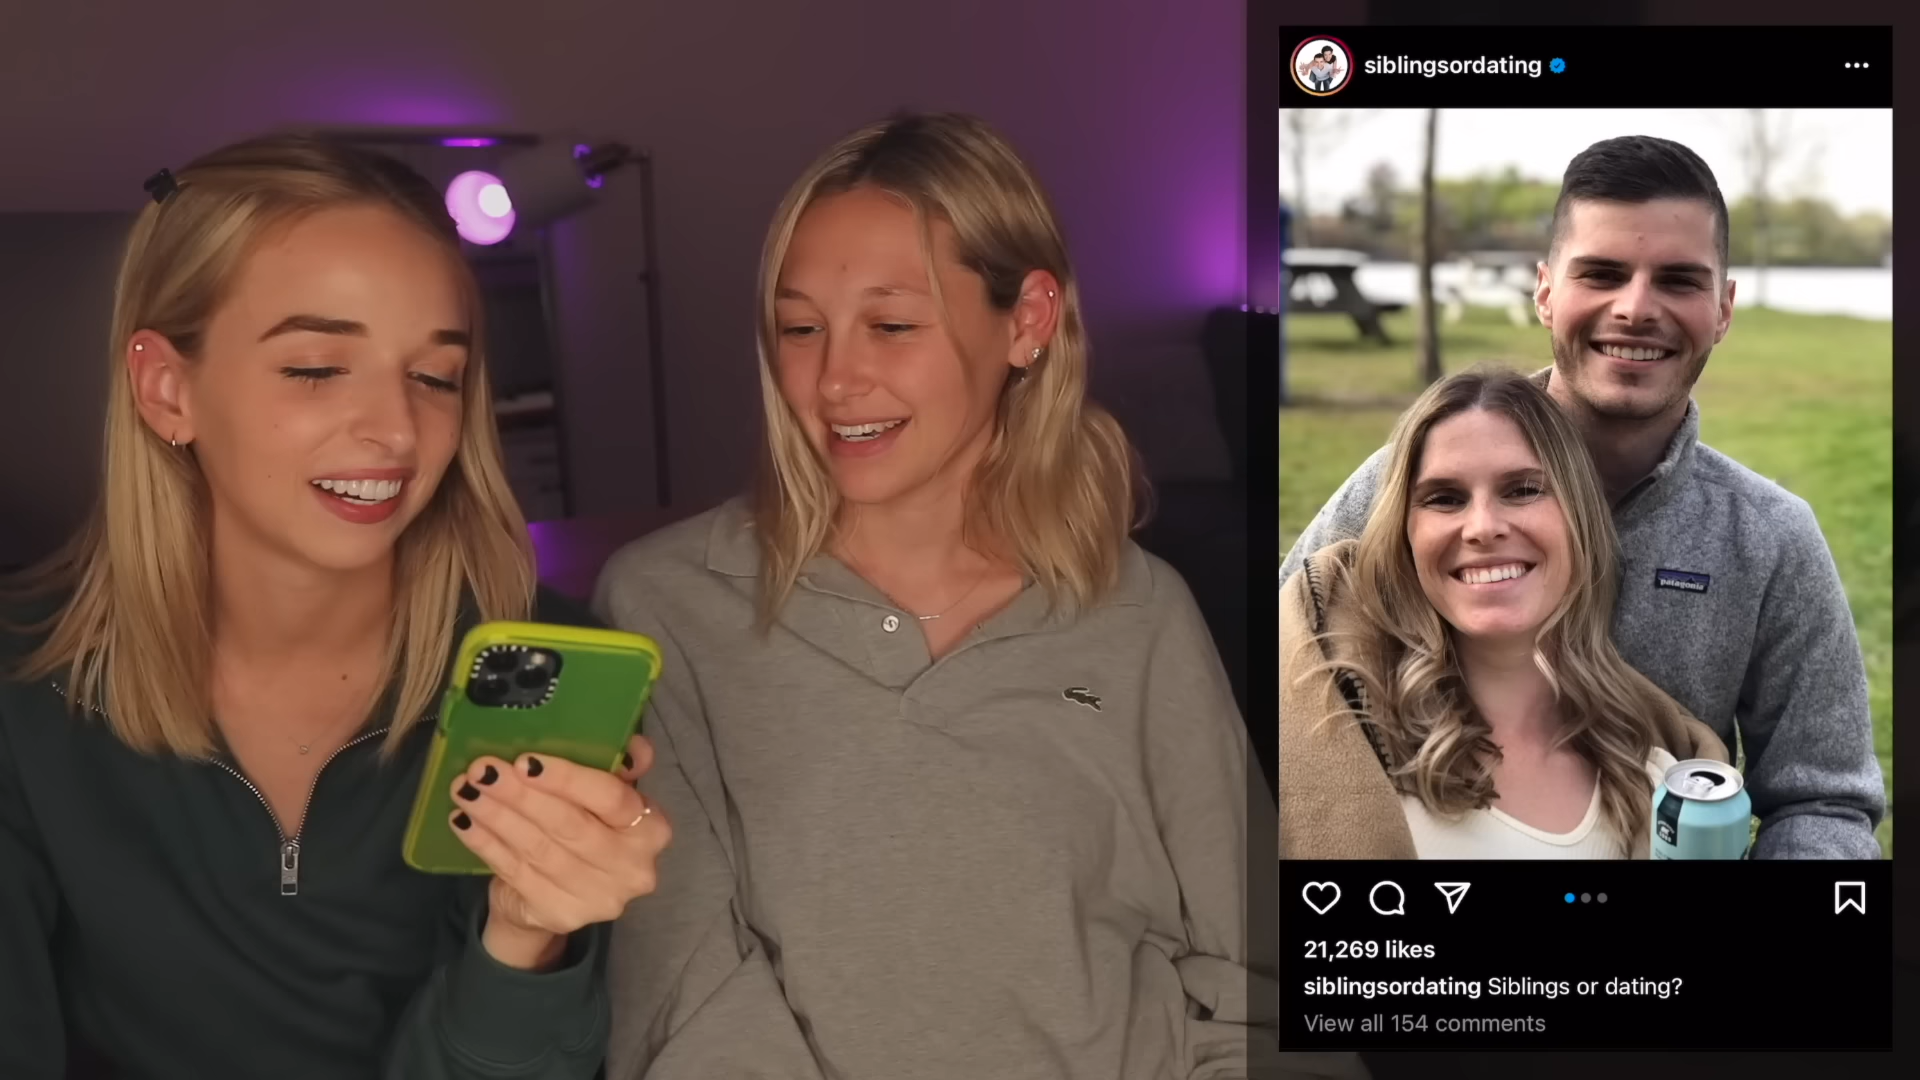 siblingsordating
patagonia
21,269 likes
siblingsordating Siblings or dating?
View all 154 comments